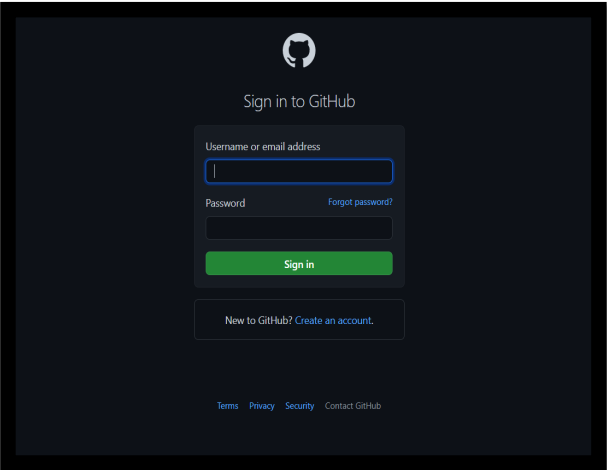 Sign in to GitHub
Username or email address
Password Forgot password?
Sign in
New to GitHub? Create an account.
Terms Privacy Security Contact GitHub